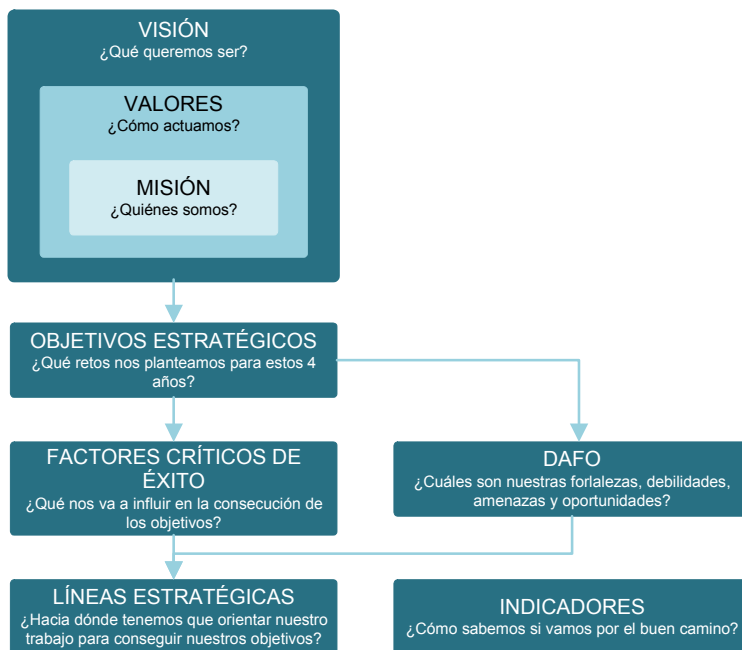 VISIÓN
¿Qué queremos ser?
VALORES
¿Cómo actuamos?
MISIÓN
¿Quiénes somos?
OBJETIVOS ESTRATÉGICOS
¿Qué retos nos planteamos para estos 4
años?
FACTORES CRÍTICOS DE
ÉXITO
¿Qué nos va a influir en la consecución de
los objetivos?
DAFO
¿Cuáles son nuestras forlalezas, debilidades,
amenazas y oportunidades?
LÍNEAS ESTRATÉGICAS
¿Hacia dónde tenemos que orientar nuestro
trabajo para conseguir nuestros objetivos?
INDICADORES
¿Cómo sabemos si vamos por el buen camino?